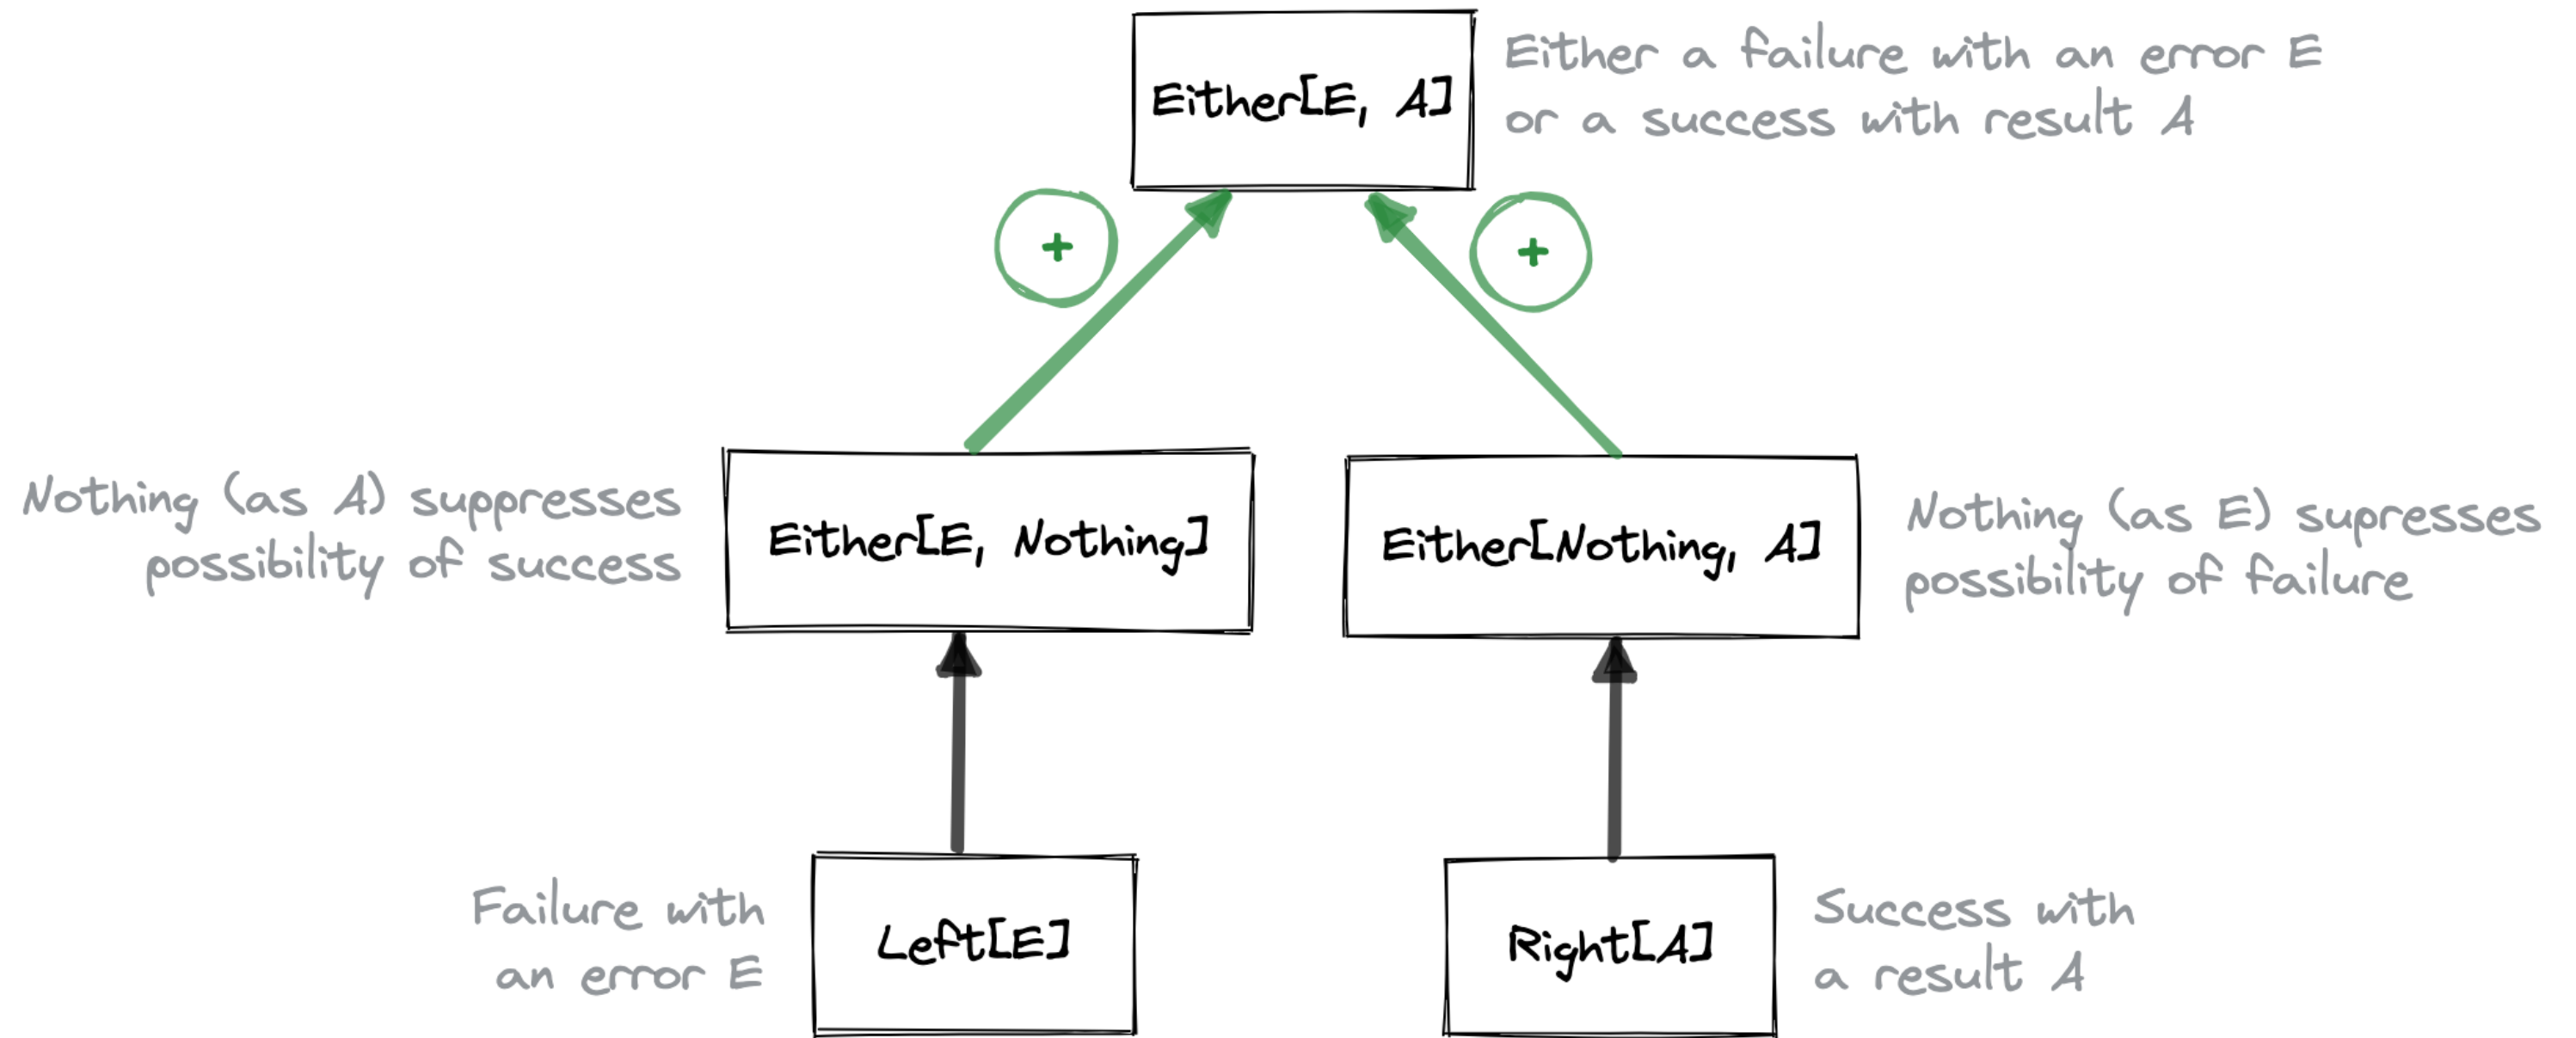 Either[E, A]
Either a failure with an error E
or a success with result A
+
+
Nothing (as A) suppresses
possibility of success
Either[E, Nothing]
Either[Nothing, A]
Nothing (as E) supresses
possibility of failure
Failure with
an error E
Left[E]
Right[A]
Success with
a result A